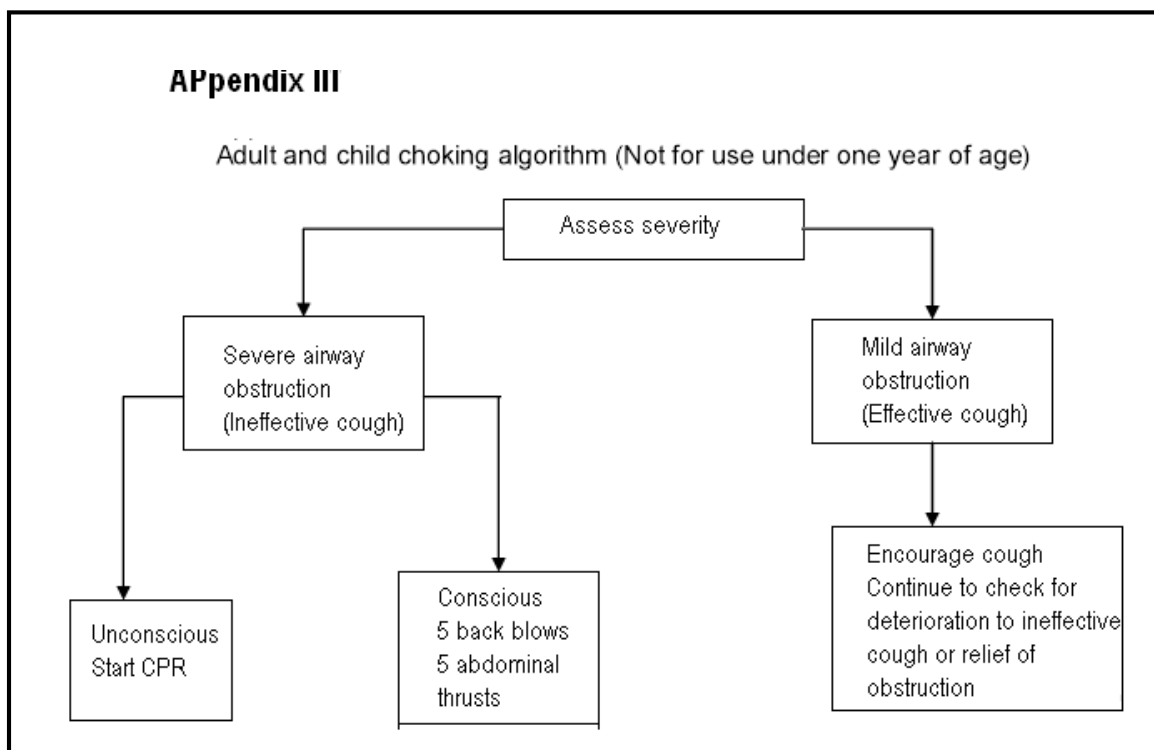 APpendix III
Adult and child choking algorithm (Not for use under one year of age)
Assess severity
Severe airway
obstruction
(Ineffective cough)
Mild airway
obstruction
(Effective cough)
Unconscious
Start CPR
Conscious
5 back blows
5 abdominal
thrusts
Encourage cough
Continue to check for
deterioration to ineffective
cough or relief of
obstruction